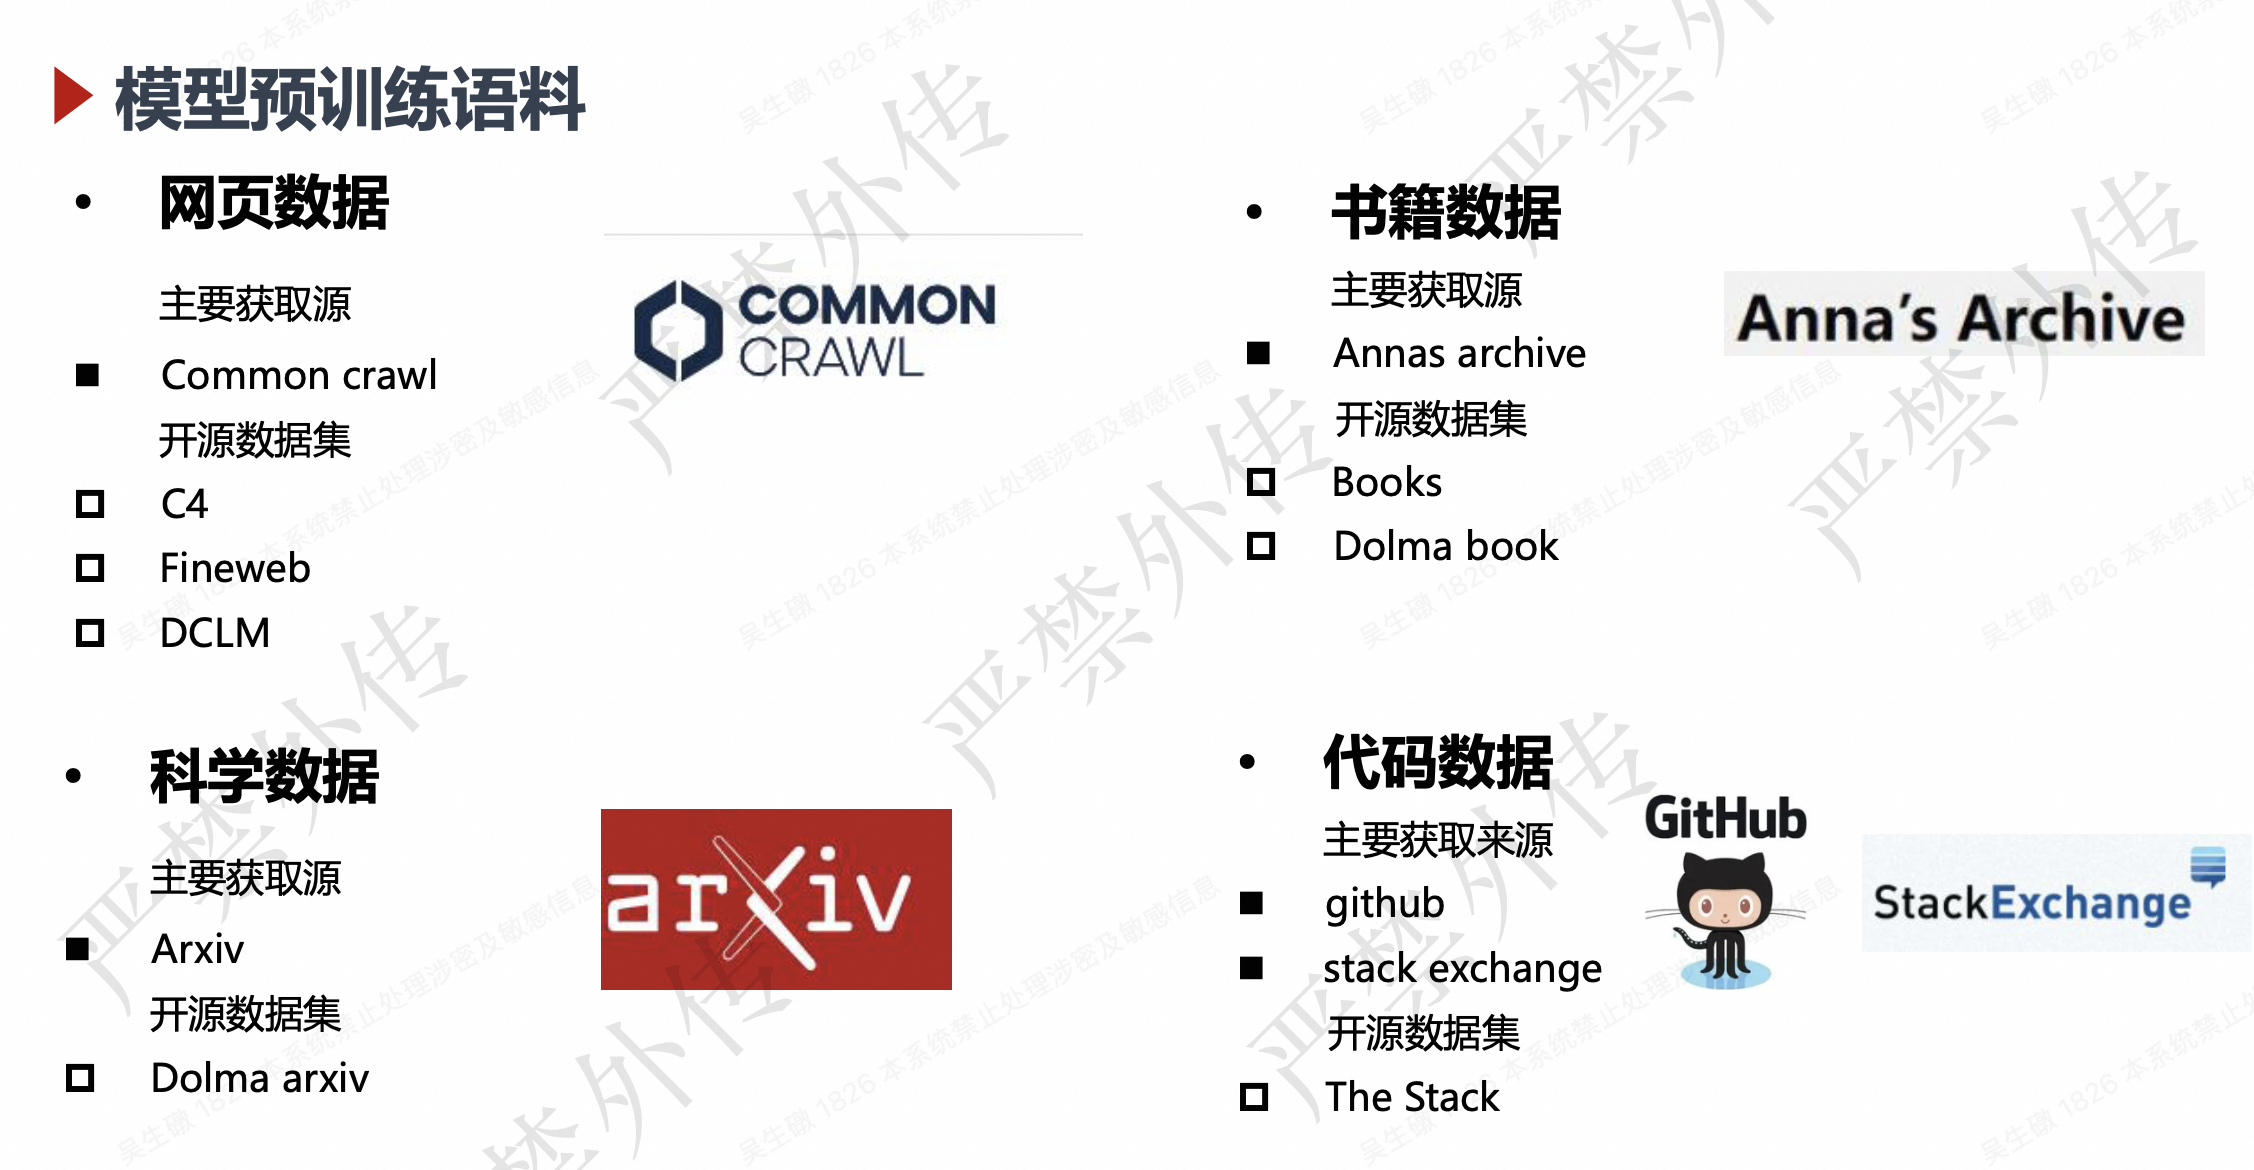 模型预训练语料
网页数据
主要获取源
Common crawl
开源数据集
C4
Fineweb
DCLM
COMMON
CRAWL
书籍数据
主要获取源
Annas archive
开源数据集
Books
Dolma book
Anna's Archive
科学数据
主要获取源
Arxiv
开源数据集
Dolma arxiv
arXiv
代码数据
主要获取来源
github
stack exchange
开源数据集
The Stack
GitHub
StackExchange
严禁外传
吴生礅 1826 本系统禁止处理涉密及敏感信息